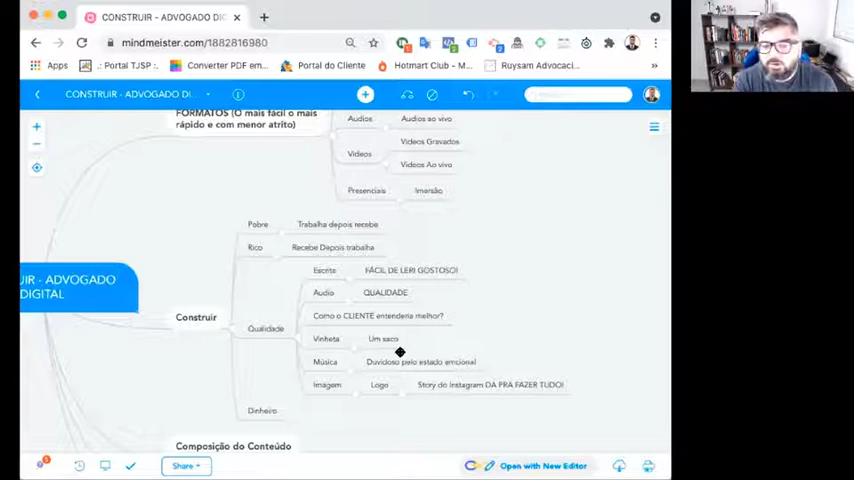 CONSTRUIR - ADVOGADO DIG
mindmeister.com/1882816980
Apps
.: Portal TJSP :.
Converter PDF em...
Portal do Cliente
Hotmart Club – M...
Ruysam Advocaci...
CONSTRUIR - ADVOGADO DI...
FORMATOS (O mais fácil o mais
rápido e com menor atrito)
Audios
Audios ao vivo
Videos
Videos Gravados
Videos Ao vivo
Presenciais
Imersão
UIR - ADVOGADO
DIGITAL
Construir
Pobre
Trabalha depois recebe
Rico
Recebe Depois trabalha
Qualidade
Escrita
FÁCIL DE LER! GOSTOSO!
Audio
QUALIDADE
Como o CLIENTE entenderia melhor?
Vinheta
Um saco
Música
Duvidoso pelo estado emcional
Imagem
Logo
Story do Instagram DA PRA FAZER TUDO!
Dinheiro
Composição do Conteúdo
Share
Open with New Editor